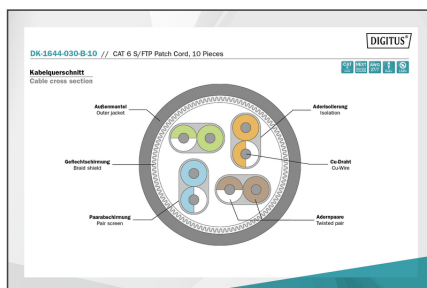 DIGITUS®
DK-1644-030-B-10 // CAT 6 S/FTP Patch Cord, 10 Pieces
Kabelquerschnitt
Cable cross section
Außenmantel
Outer jacket
Aderisolierung
Isolation
Geflechtschirmung
Braid shield
Cu-Draht
Cu-Wire
Paarabschirmung
Pair screen
Adernpaare
Twisted pair